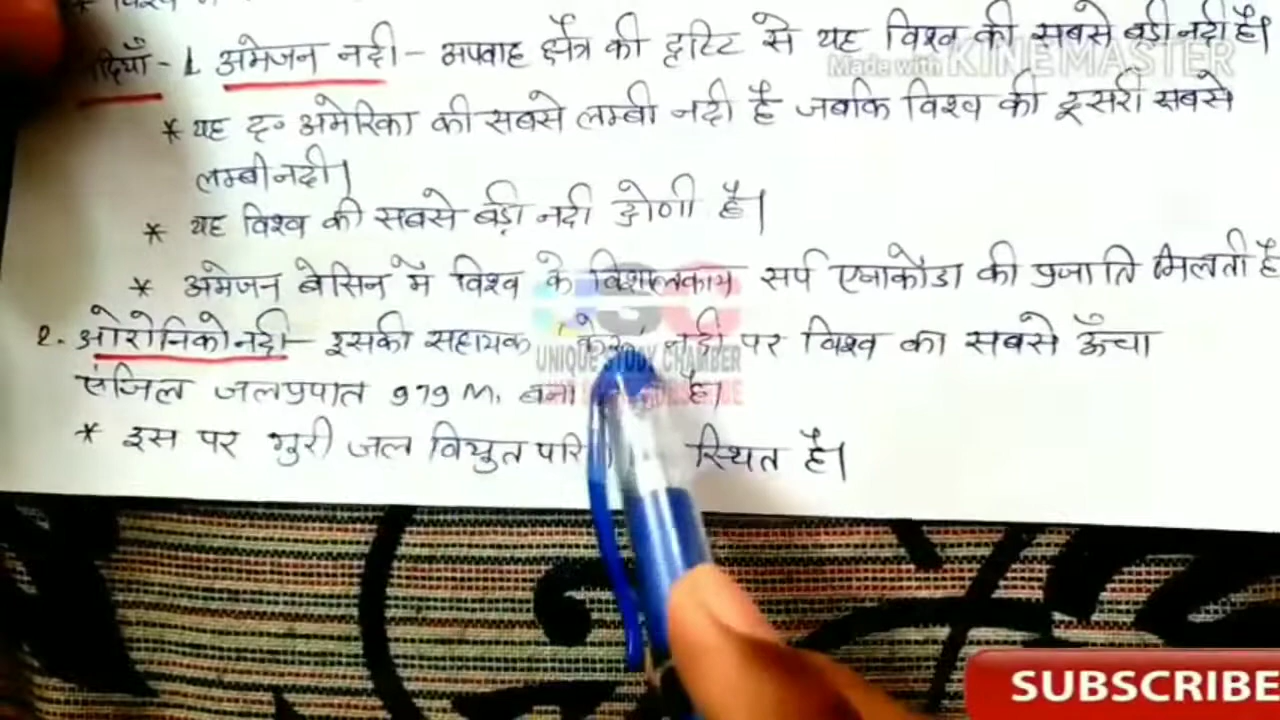 * विश्व में
नदियाँ - 1. अमेजन नदी - अपवाह क्षेत्र की दृष्टि से यह विश्व की सबसे बड़ी नदी है।
Made with KINEMASTER
* यह द॰ अमेरिका की सबसे लम्बी नदी है जबकि विश्व की दूसरी सबसे
लम्बी नदी।
* यह विश्व की सबसे बड़ी नदी द्रोणी है।
* अमेजन बेसिन में विश्व के विशालकाय सर्प एनाकोंडा की प्रजाति मिलती है
2. ओरोनिको नदी - इसकी सहायक नदी पर विश्व का सबसे ऊँचा
UNIQUE STUDY CHAMBER
एंजिल जलप्रपात 979 M. बना है।
SUBSCRIBE
* इस पर गुरी जल विद्युत परि स्थित है।
SUBSCRIBE